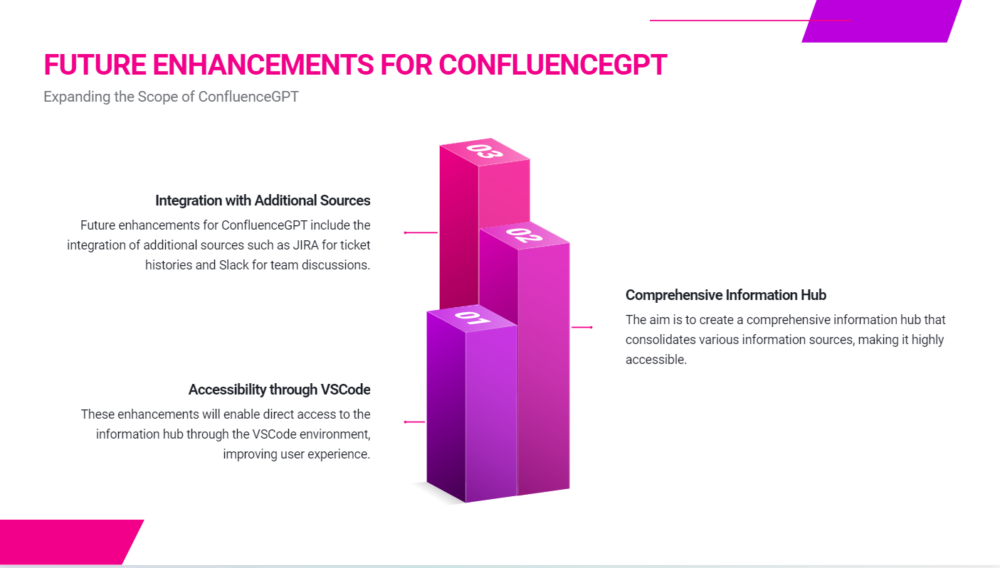 FUTURE ENHANCEMENTS FOR CONFLUENCEGPT
Expanding the Scope of ConfluenceGPT
03
Integration with Additional Sources
Future enhancements for ConfluenceGPT include the
integration of additional sources such as JIRA for ticket
histories and Slack for team discussions.
02
Comprehensive Information Hub
The aim is to create a comprehensive information hub that
consolidates various information sources, making it highly
accessible.
01
Accessibility through VSCode
These enhancements will enable direct access to the
information hub through the VSCode environment,
improving user experience.